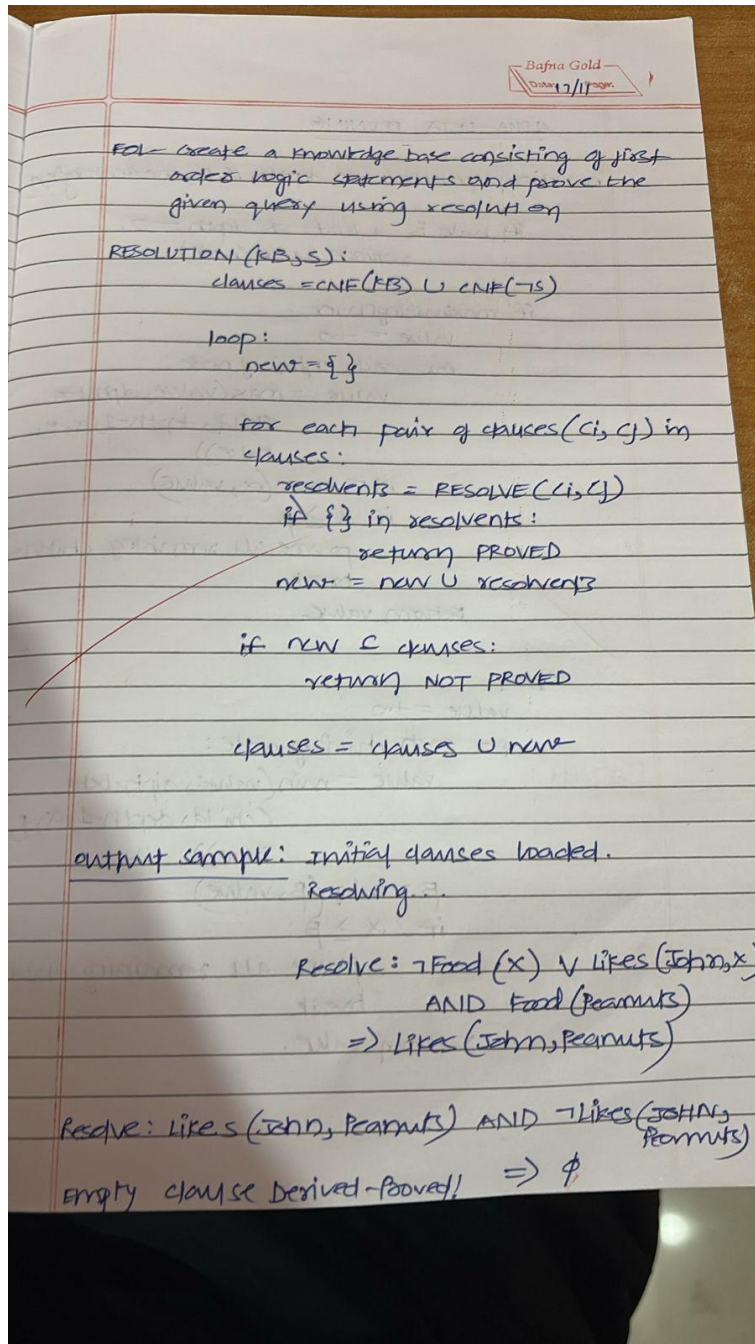 Bafna Gold
Date: 17/11 Page:
FOL- Create a knowledge base consisting of first
order logic statements and prove the
given query using resolution
RESOLUTION (KB, S):
clauses = CNF(KB) ∪ CNF(¬S)
loop:
new = { }
for each pair of clauses (Ci, Cj) in
clauses:
resolvents = RESOLVE (Ci, Cj)
if { } in resolvents:
return PROVED
new = new ∪ resolvents
if new ⊆ clauses:
return NOT PROVED
clauses = clauses ∪ new
output sample: Initial clauses loaded.
Resolving...
Resolve: ¬Food (x) ∨ Likes (John, x)
AND Food (Peanuts)
=> Likes (John, Peanuts)
Resolve: Likes (John, Peanuts) AND ¬Likes (JOHN,
Peanuts)
Empty clause Derived-Proved! => ϕ